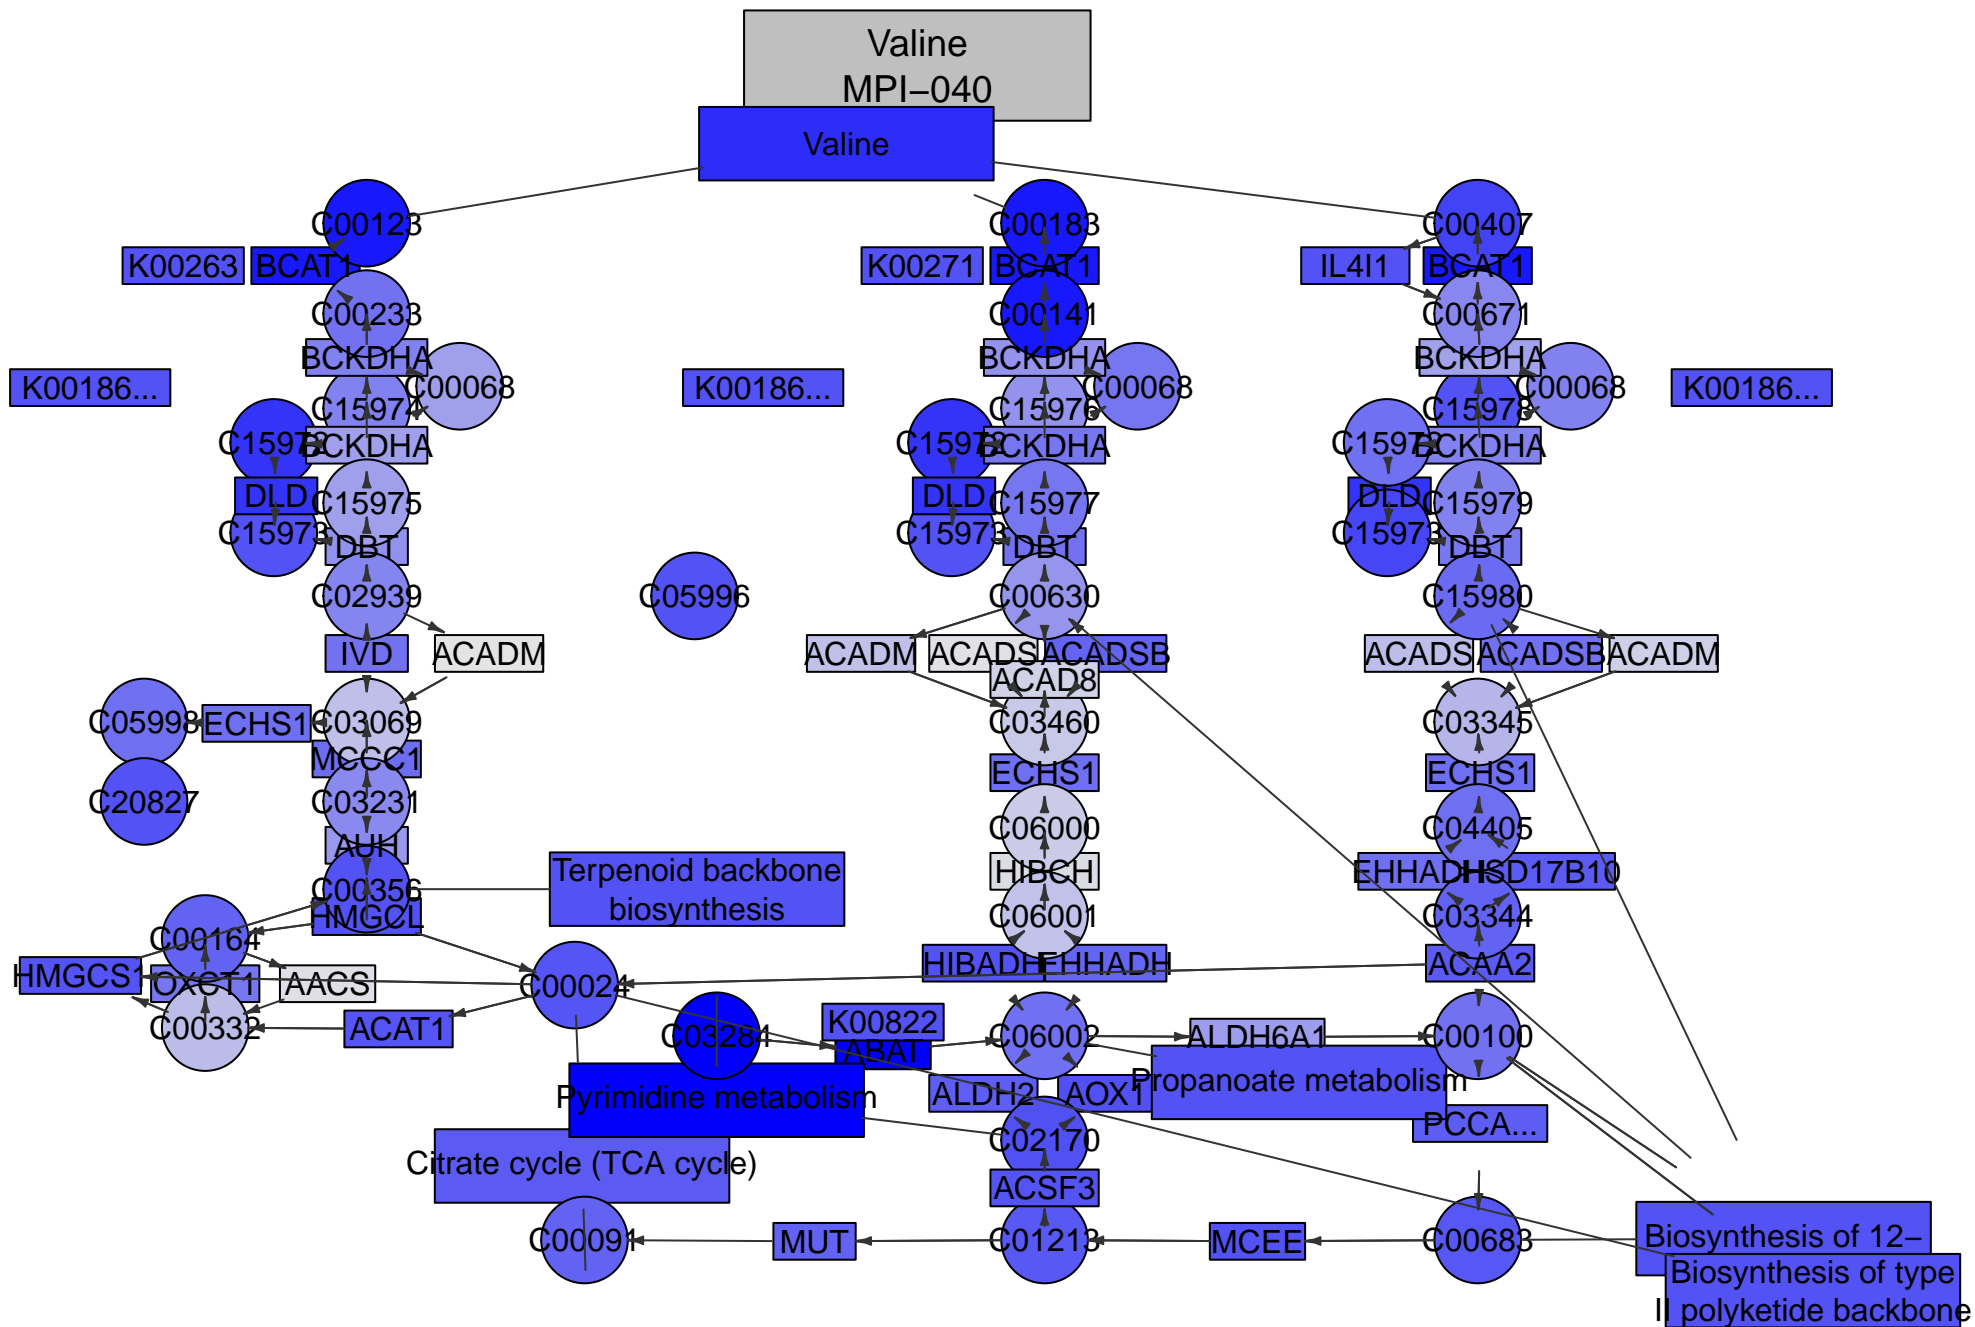 Valine
MPI−040
Valine
C00123
C00183
C00407
K00263
BCAT1
K00271
BCAT1
IL4I1
BCAT1
C00233
C00141
C00671
BCKDHA
BCKDHA
BCKDHA
K00186...
C00068
K00186...
C00068
C00068
K00186...
C15974
C15976
C15978
C15972
BCKDHA
C15972
BCKDHA
C15972
BCKDHA
DLD
C15975
DLD
C15977
DLD
C15979
C15973
DBT
C15973
DBT
C15973
DBT
C02939
C05996
C00630
C15980
IVD
ACADM
ACADM
ACADS
ACADSB
ACADS
ACADSB
ACADM
ACAD8
C05998
ECHS1
C03069
C03460
C03345
MCCC1
ECHS1
ECHS1
C20827
C03231
C06000
C04405
AUH
Terpenoid backbone
biosynthesis
HIBCH
EHHADH
HSD17B10
C00356
HMGCL
C06001
C03344
C00164
HIBADH
EHHADH
ACAA2
HMGCS1
OXCT1
AACS
C00024
C00332
ACAT1
C03284
K00822
ABAT
C06002
ALDH6A1
C00100
Pyrimidine metabolism
ALDH2
AOX1
Propanoate metabolism
PCCA...
C02170
Citrate cycle (TCA cycle)
ACSF3
C00091
MUT
C01213
MCEE
C00683
Biosynthesis of 12−
Biosynthesis of type
II polyketide backbone